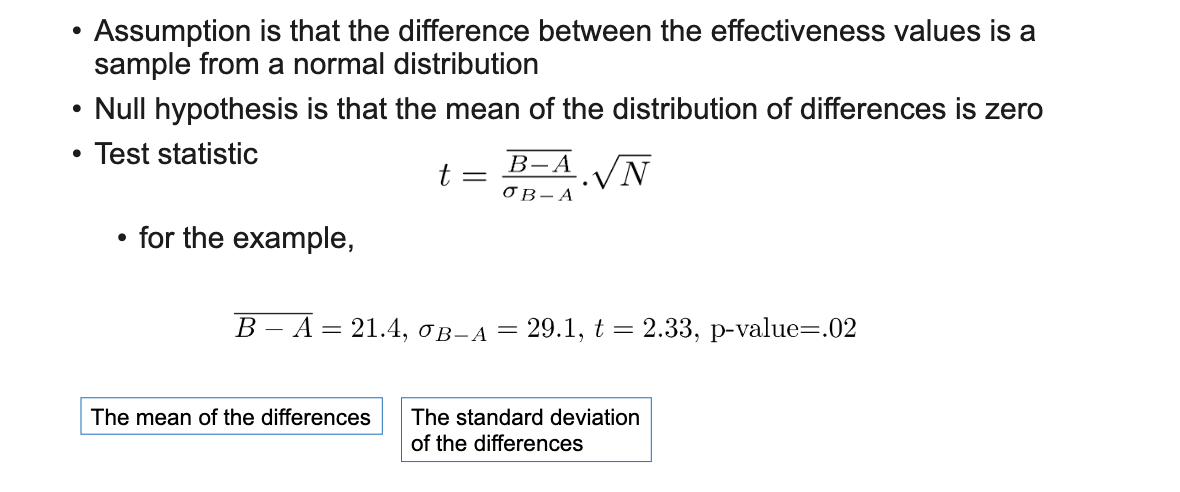 • Assumption is that the difference between the effectiveness values is a
sample from a normal distribution
• Null hypothesis is that the mean of the distribution of differences is zero
• Test statistic
t = \frac{\overline{B-A}}{\sigma_{B-A}}.\sqrt{N}
• for the example,
\overline{B - A} = 21.4, σ_{B−A} = 29.1, t = 2.33, p-value=.02
The mean of the differences
The standard deviation
of the differences